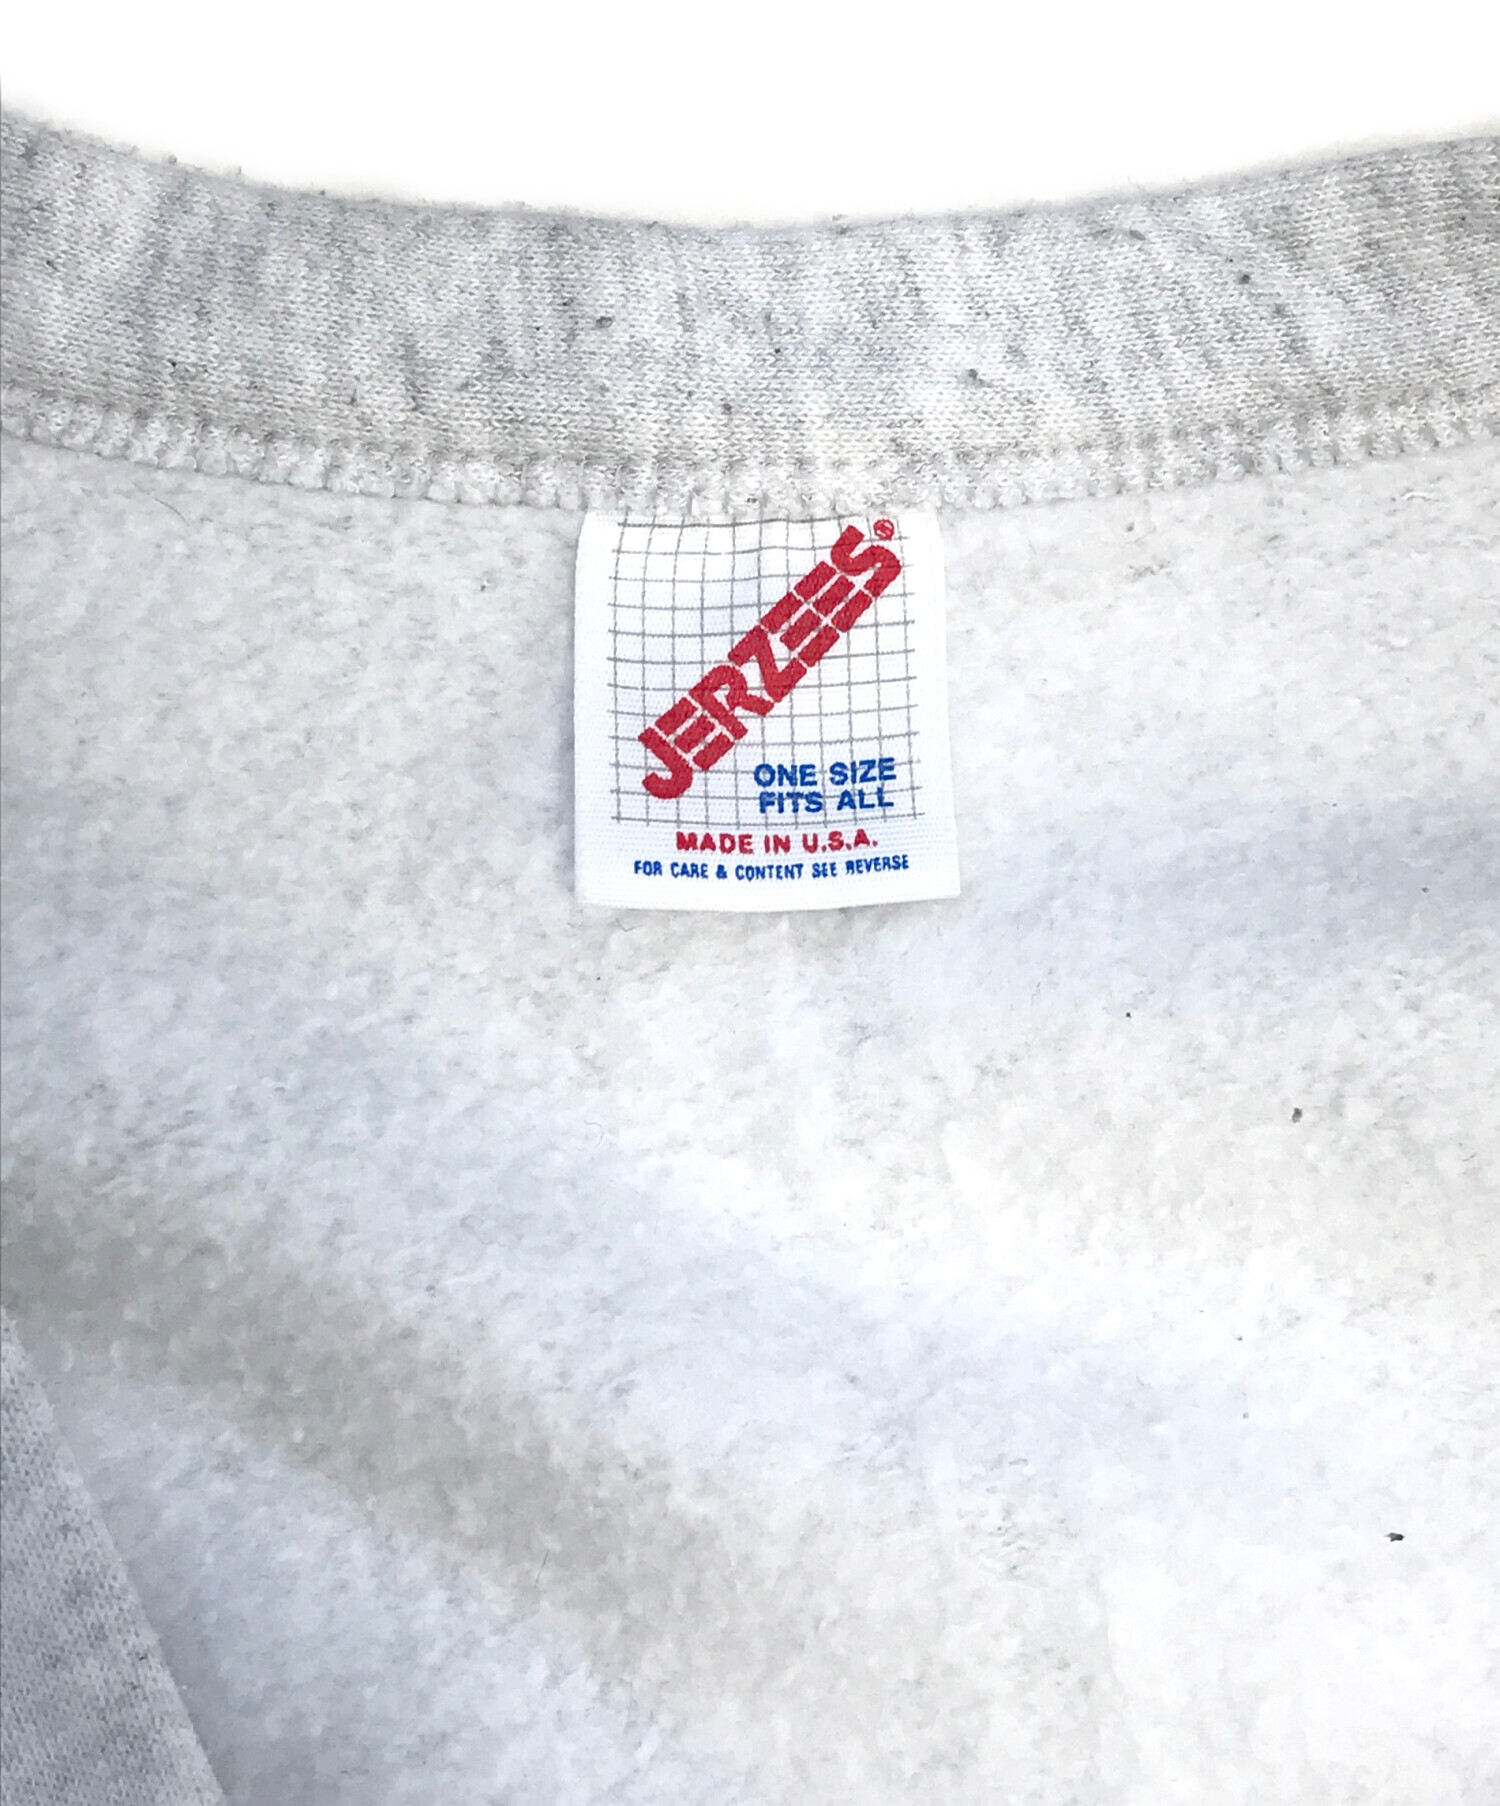 JERZEES®
ONE SIZE
FITS ALL
MADE IN U.S.A.
FOR CARE & CONTENT SEE REVERSE